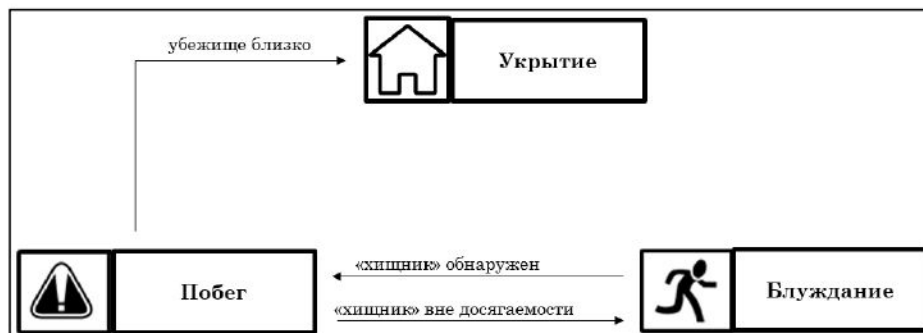 убежище близко
Укрытие
«хищник» обнаружен
Побег
Блуждание
«хищник» вне досягаемости